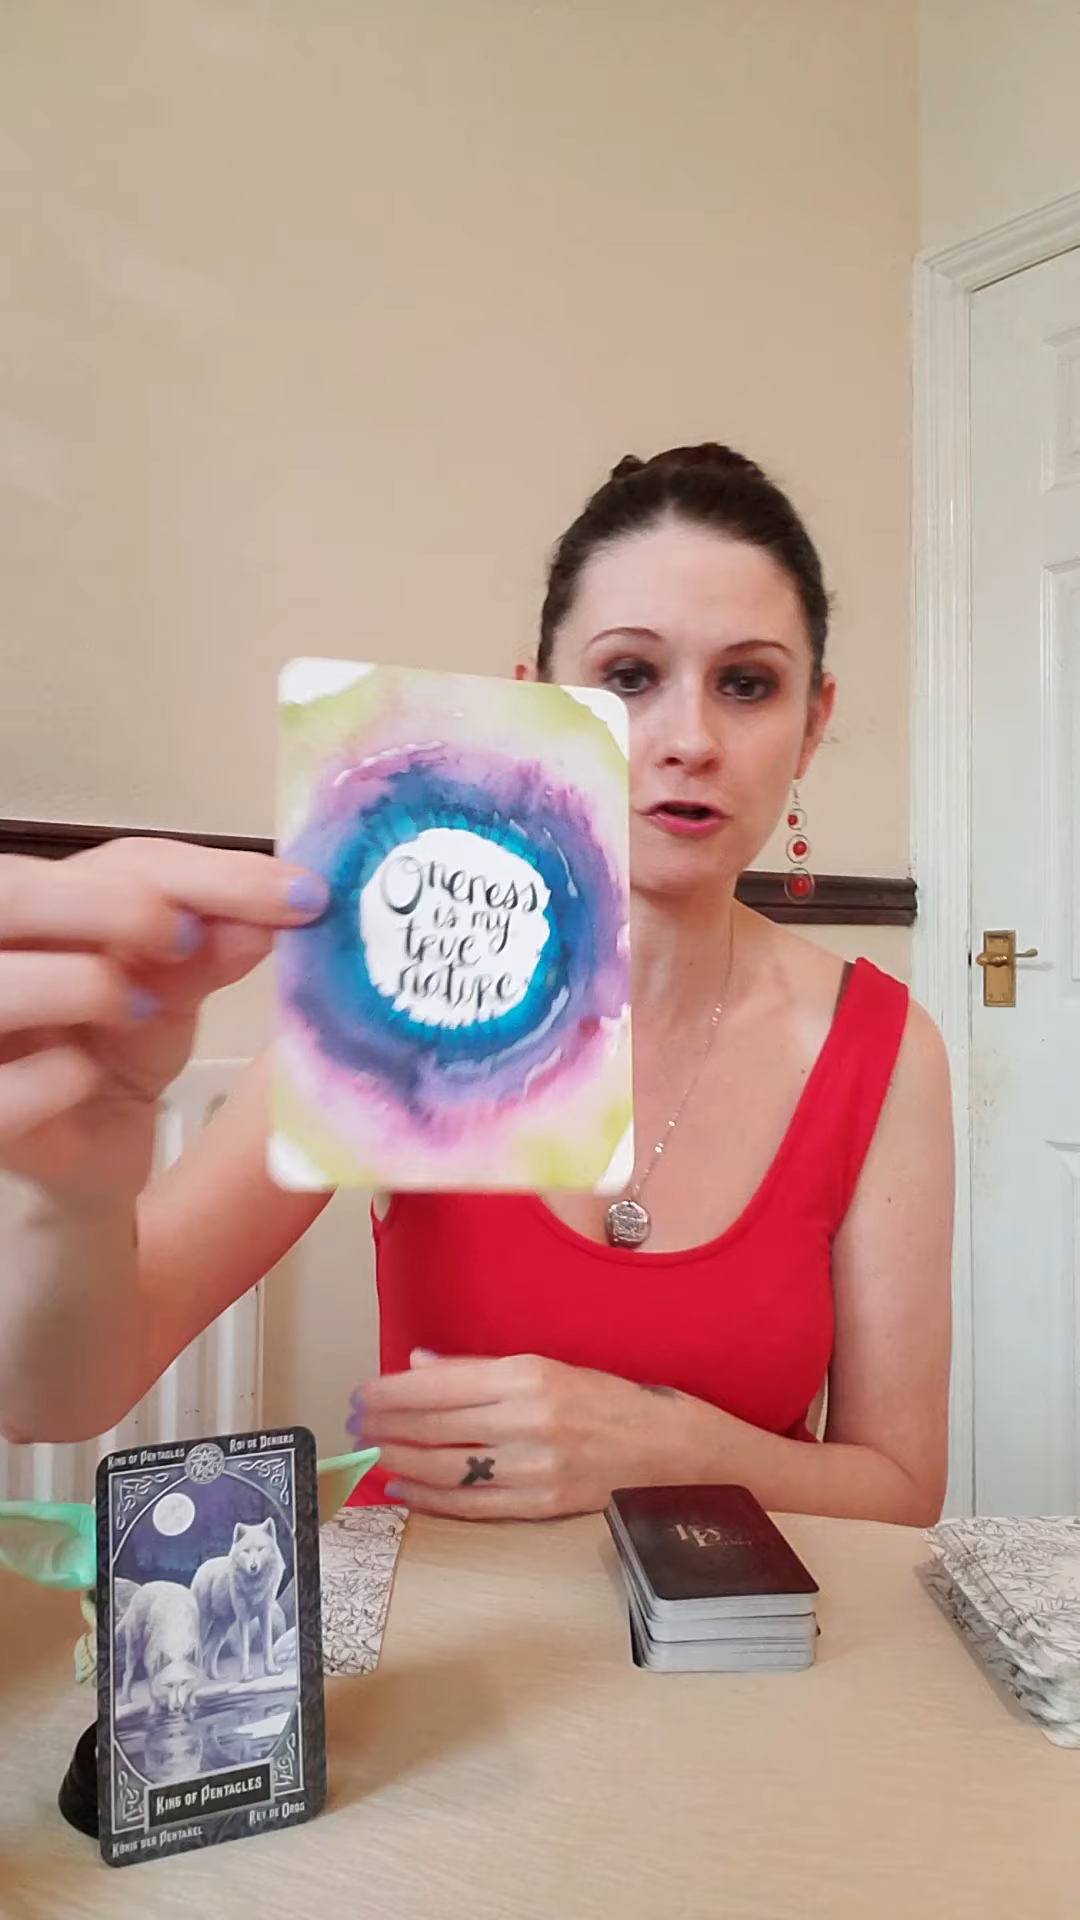 Oneness
is my
true
nature
King of Pentacles
Roi de Deniers
King of Pentacles
König der Pentakel
Rey de Oros